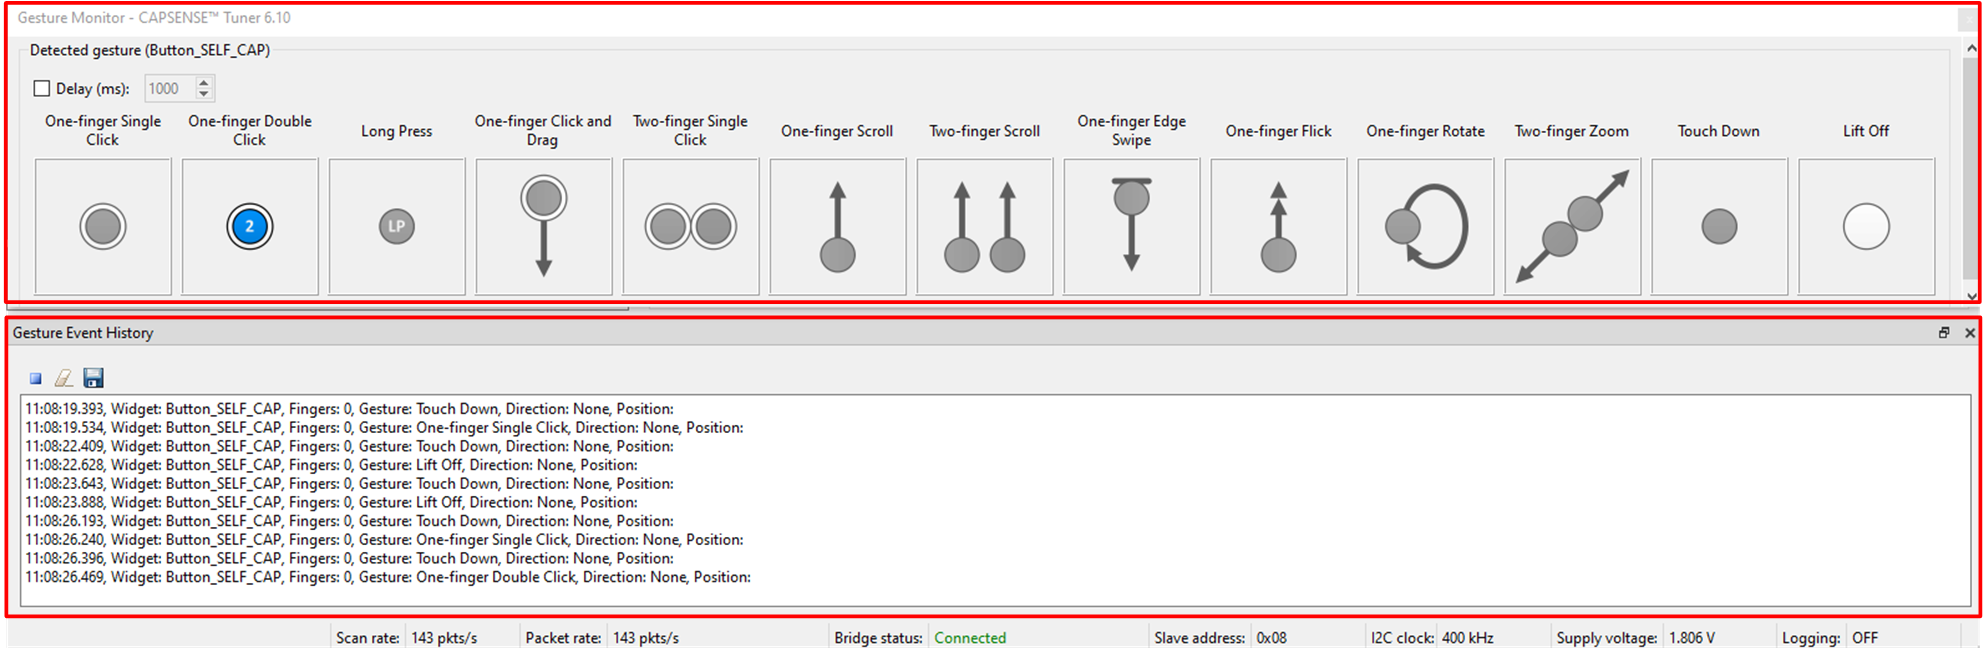 Gesture Monitor - CAPSENSE™ Tuner 6.10
Detected gesture (Button_SELF_CAP)
Delay (ms): 1000
One-finger Single Click
One-finger Double Click
Long Press
One-finger Click and Drag
Two-finger Single Click
One-finger Scroll
Two-finger Scroll
One-finger Edge Swipe
One-finger Flick
One-finger Rotate
Two-finger Zoom
Touch Down
Lift Off
2
LP
Gesture Event History
11:08:19.393, Widget: Button_SELF_CAP, Fingers: 0, Gesture: Touch Down, Direction: None, Position:
11:08:19.534, Widget: Button_SELF_CAP, Fingers: 0, Gesture: One-finger Single Click, Direction: None, Position:
11:08:22.409, Widget: Button_SELF_CAP, Fingers: 0, Gesture: Touch Down, Direction: None, Position:
11:08:22.628, Widget: Button_SELF_CAP, Fingers: 0, Gesture: Lift Off, Direction: None, Position:
11:08:23.643, Widget: Button_SELF_CAP, Fingers: 0, Gesture: Touch Down, Direction: None, Position:
11:08:23.888, Widget: Button_SELF_CAP, Fingers: 0, Gesture: Lift Off, Direction: None, Position:
11:08:26.193, Widget: Button_SELF_CAP, Fingers: 0, Gesture: Touch Down, Direction: None, Position:
11:08:26.240, Widget: Button_SELF_CAP, Fingers: 0, Gesture: One-finger Single Click, Direction: None, Position:
11:08:26.396, Widget: Button_SELF_CAP, Fingers: 0, Gesture: Touch Down, Direction: None, Position:
11:08:26.469, Widget: Button_SELF_CAP, Fingers: 0, Gesture: One-finger Double Click, Direction: None, Position:
Scan rate: 143 pkts/s Packet rate: 143 pkts/s Bridge status: Connected Slave address: 0x08 I2C clock: 400 kHz Supply voltage: 1.806 V Logging: OFF